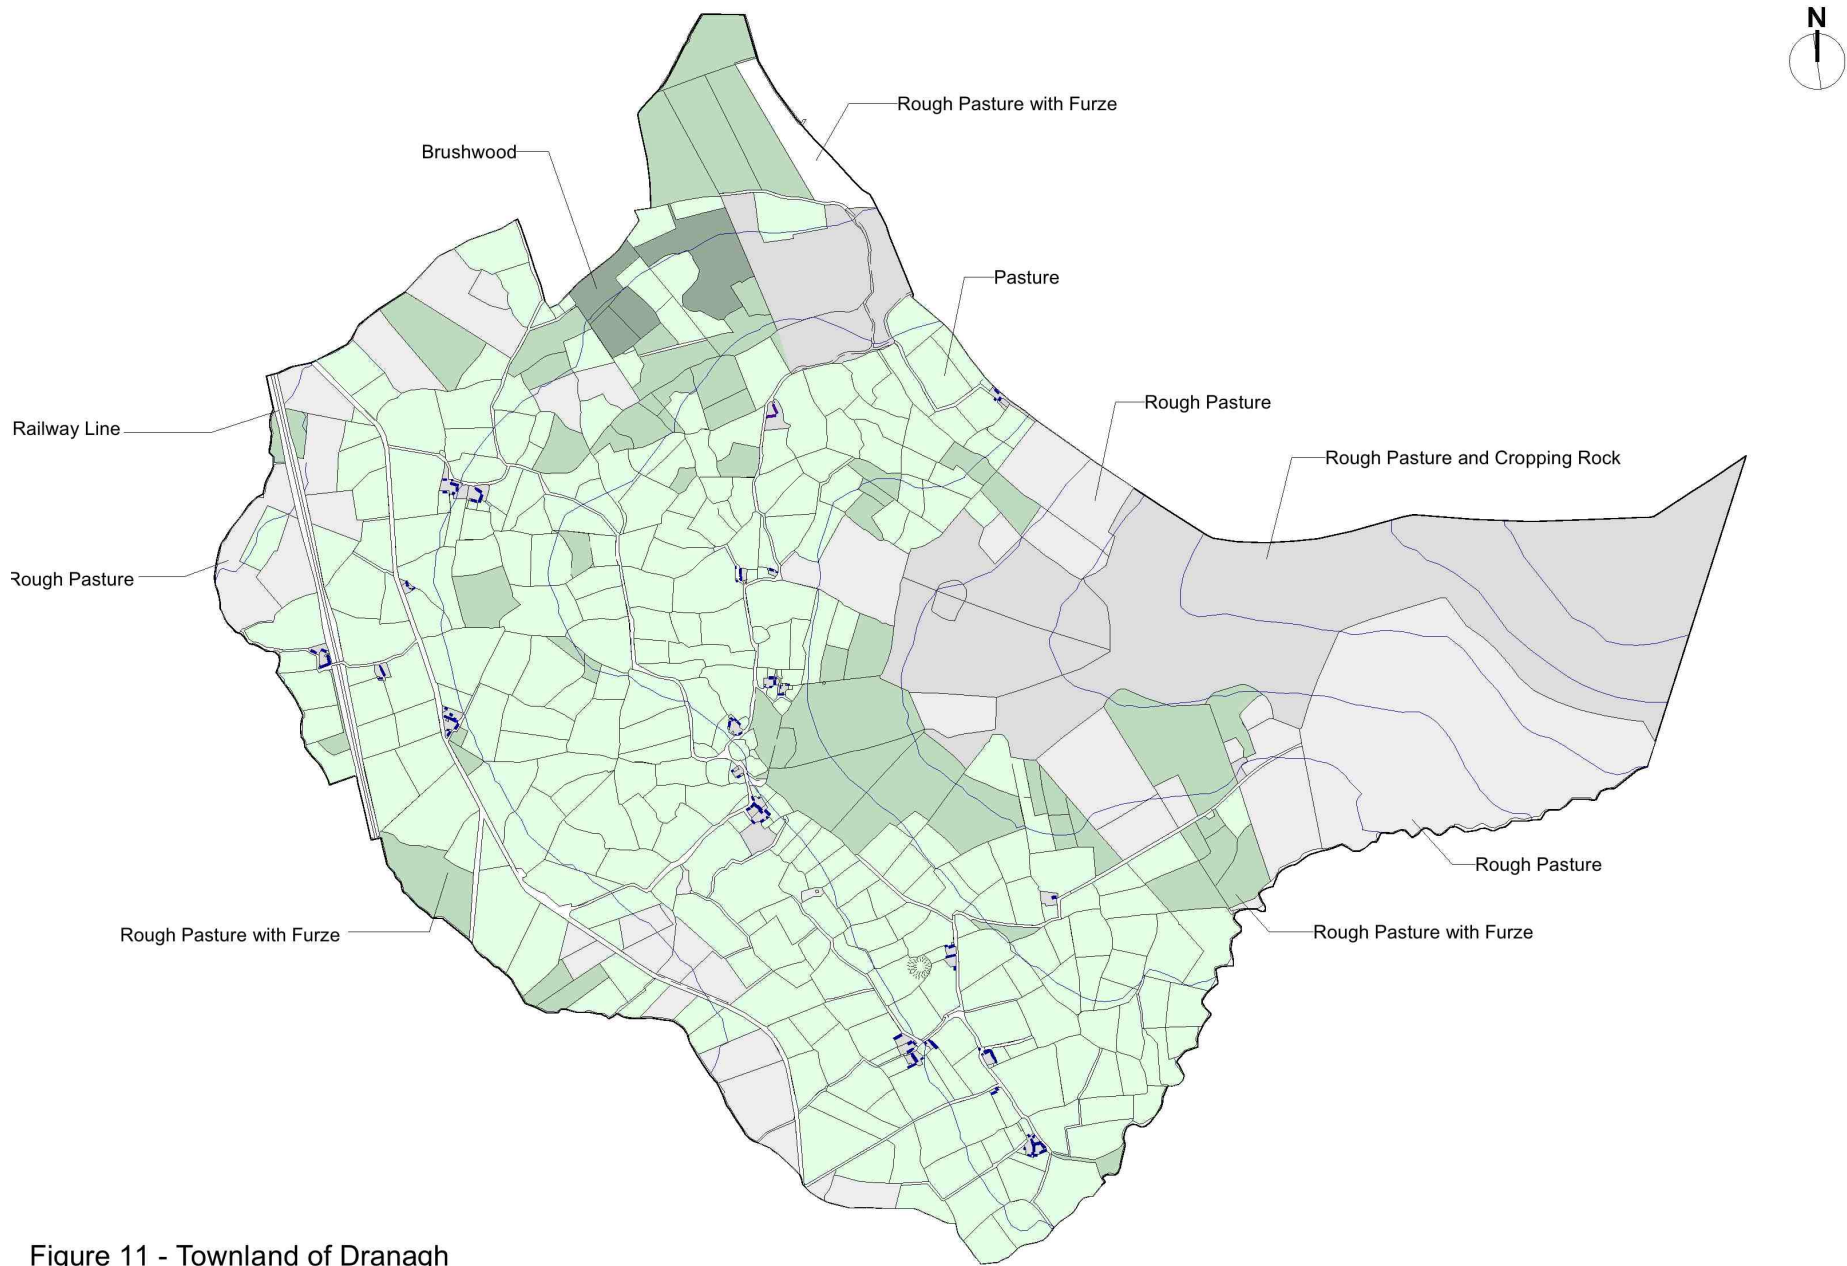 N
Rough Pasture with Furze
Brushwood
Pasture
Rough Pasture
Railway Line
Rough Pasture and Cropping Rock
Rough Pasture
Rough Pasture
Rough Pasture with Furze
Rough Pasture with Furze
Figure 11 - Townland of Dranagh